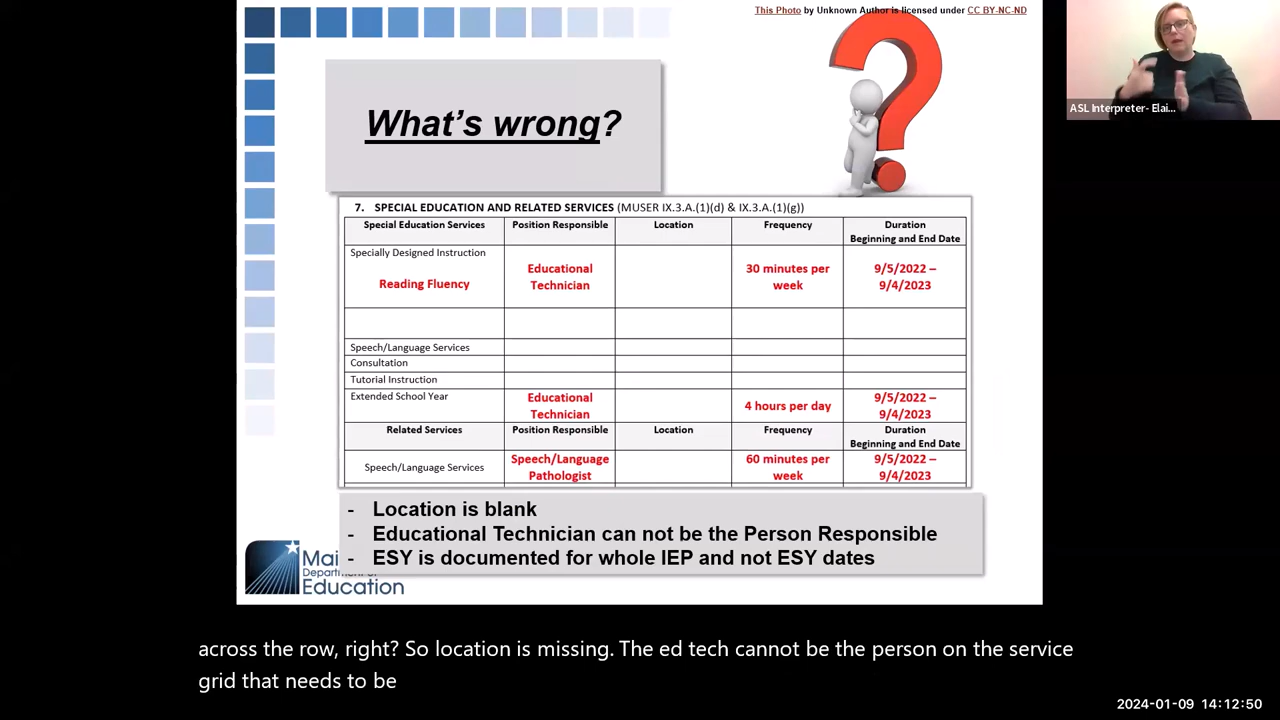 This Photo by Unknown Author is licensed under CC BY-NC-ND
ASL Interpreter- Elai...
What's wrong?
7. SPECIAL EDUCATION AND RELATED SERVICES (MUSER IX.3.A.(1)(d) & IX.3.A.(1)(g))
Special Education Services Position Responsible Location Frequency Duration
Beginning and End Date
Specially Designed Instruction
Reading Fluency
Educational
Technician
30 minutes per
week
9/5/2022 –
9/4/2023
Speech/Language Services
Consultation
Tutorial Instruction
Extended School Year
Educational
Technician
4 hours per day
9/5/2022 –
9/4/2023
Related Services Position Responsible Location Frequency Duration
Beginning and End Date
Speech/Language Services
Speech/Language
Pathologist
60 minutes per
week
9/5/2022 –
9/4/2023
- Location is blank
- Educational Technician can not be the Person Responsible
- ESY is documented for whole IEP and not ESY dates
Mai
Department of
Education
across the row, right? So location is missing. The ed tech cannot be the person on the service
grid that needs to be
2024-01-09 14:12:50